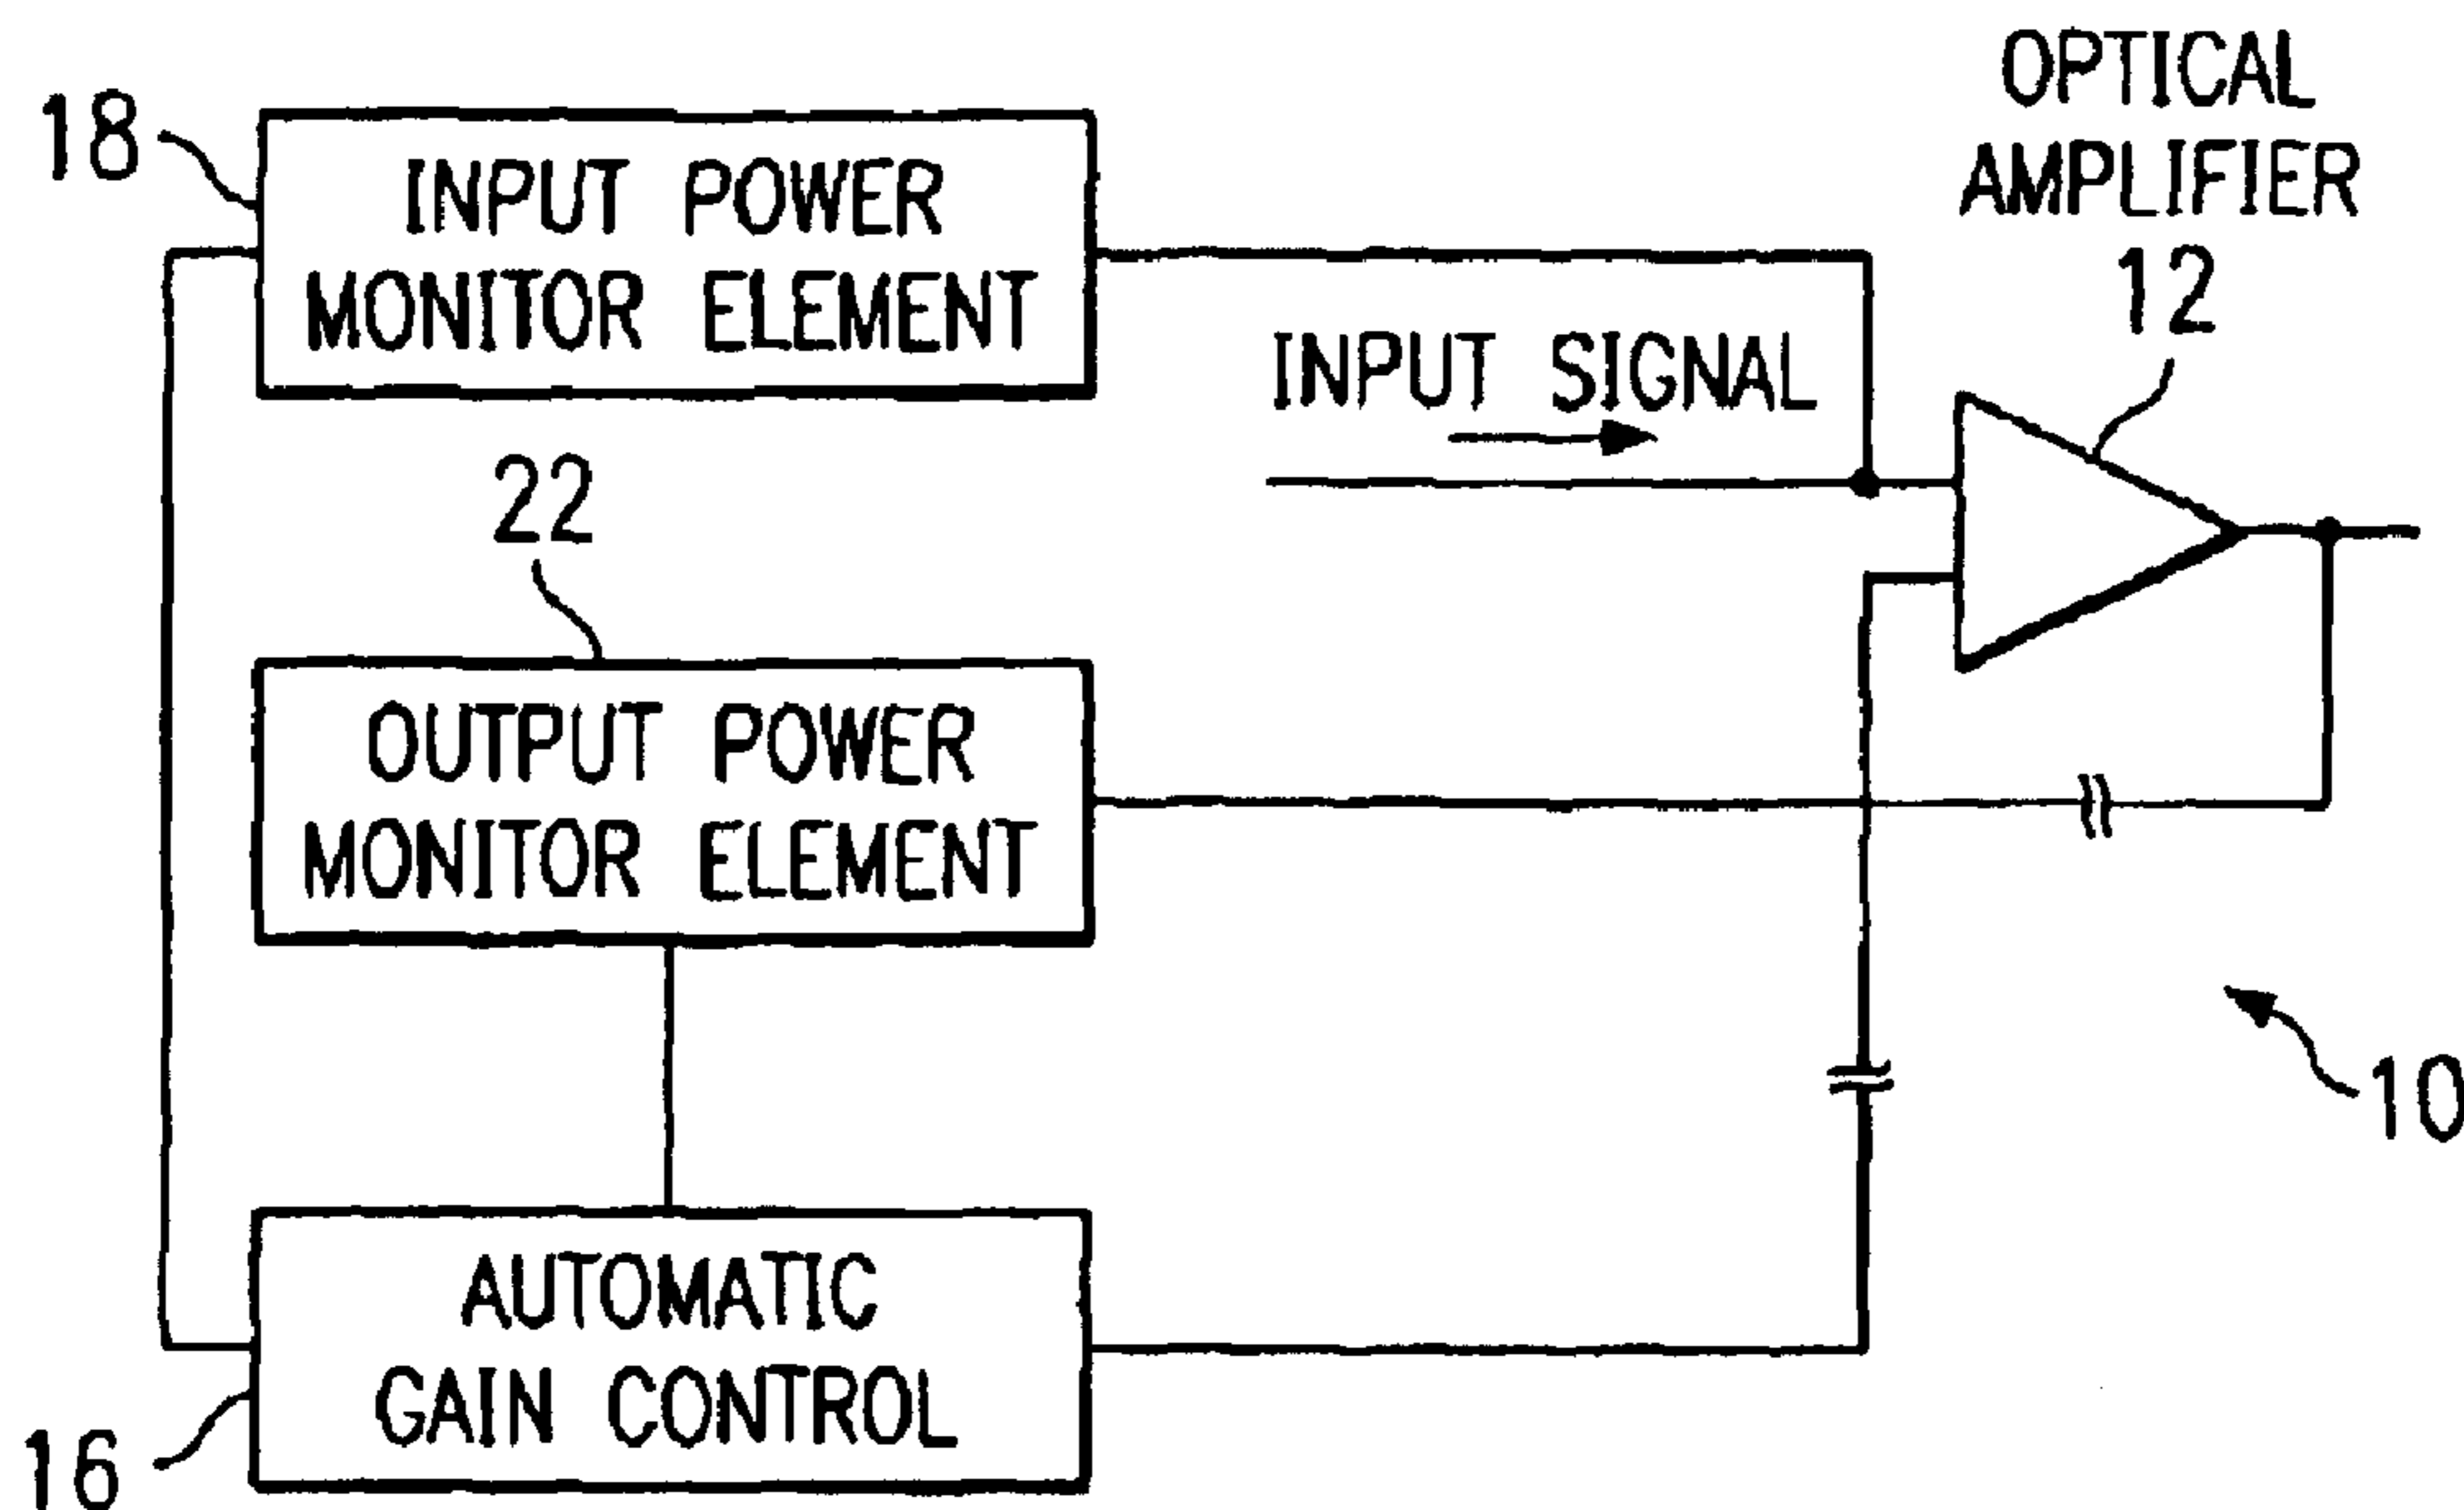 OPTICAL
AMPLIFIER
12
18
INPUT POWER
MONITOR ELEMENT
INPUT SIGNAL
22
OUTPUT POWER
MONITOR ELEMENT
10
AUTOMATIC
GAIN CONTROL
16